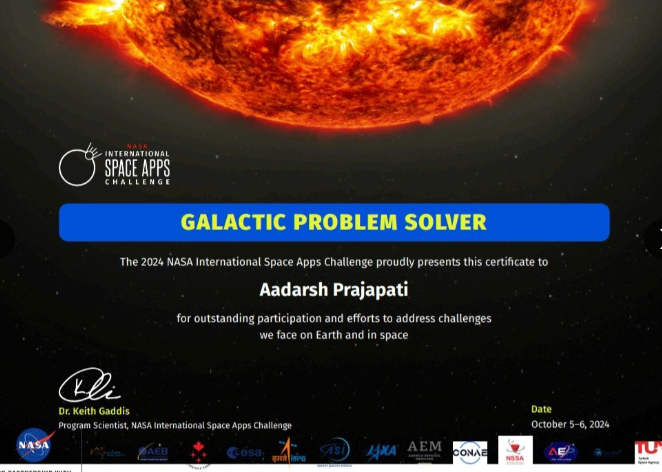 NASA
INTERNATIONAL
SPACE APPS
CHALLENGE
GALACTIC PROBLEM SOLVER
The 2024 NASA International Space Apps Challenge proudly presents this certificate to
Aadarsh Prajapati
for outstanding participation and efforts to address challenges
we face on Earth and in space
Dr. Keith Gaddis
Program Scientist, NASA International Space Apps Challenge
Date
October 5–6, 2024
NASA
AEB
esa
इसरो isro
ASI
JAXA
AEM
CONAE
NSSA